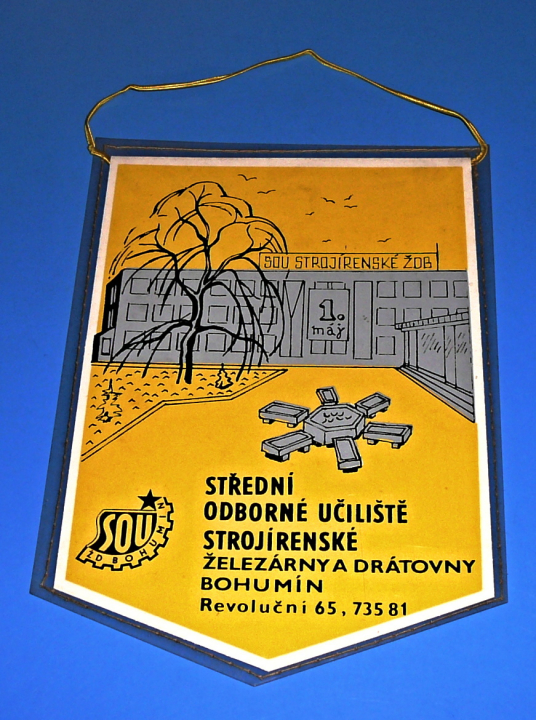 SOU STROJÍRENSKÉ ŽDB
1.
máj
STŘEDNÍ
ODBORNÉ UČILIŠTĚ
STROJÍRENSKÉ
ŽELEZÁRNY A DRÁTOVNY
BOHUMÍN
Revoluční 65, 735 81
SOU
ŽD BOHUMÍN